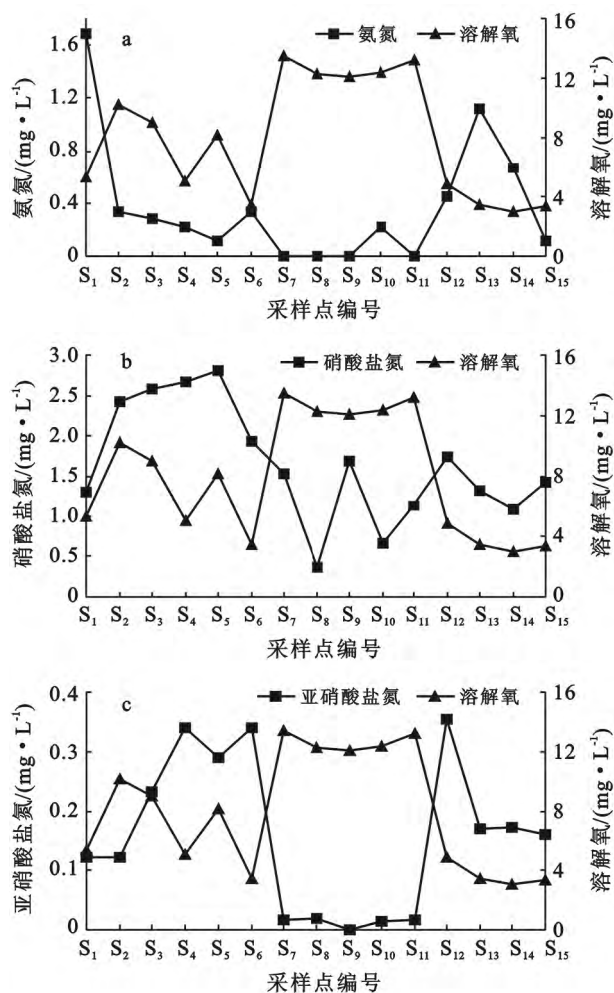 a
氨氮 溶解氧
1.6 1.2 0.8 0.4 0
16 12 8 4 0
氨氮/(mg·L⁻¹)
溶解氧/(mg·L⁻¹)
S₁ S₂ S₃ S₄ S₅ S₆ S₇ S₈ S₉ S₁₀ S₁₁ S₁₂ S₁₃ S₁₄ S₁₅
采样点编号
b
硝酸盐氮 溶解氧
3.0 2.5 2.0 1.5 1.0 0.5 0
16 12 8 4 0
硝酸盐氮/(mg·L⁻¹)
溶解氧/(mg·L⁻¹)
S₁ S₂ S₃ S₄ S₅ S₆ S₇ S₈ S₉ S₁₀ S₁₁ S₁₂ S₁₃ S₁₄ S₁₅
采样点编号
c
亚硝酸盐氮 溶解氧
0.4 0.3 0.2 0.1 0
16 12 8 4 0
亚硝酸盐氮/(mg·L⁻¹)
溶解氧/(mg·L⁻¹)
S₁ S₂ S₃ S₄ S₅ S₆ S₇ S₈ S₉ S₁₀ S₁₁ S₁₂ S₁₃ S₁₄ S₁₅
采样点编号